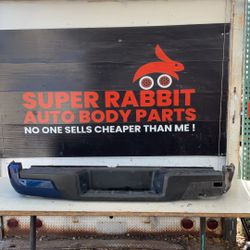 SUPER RABBIT
AUTO BODY PARTS
NO ONE SELLS CHEAPER THAN ME !